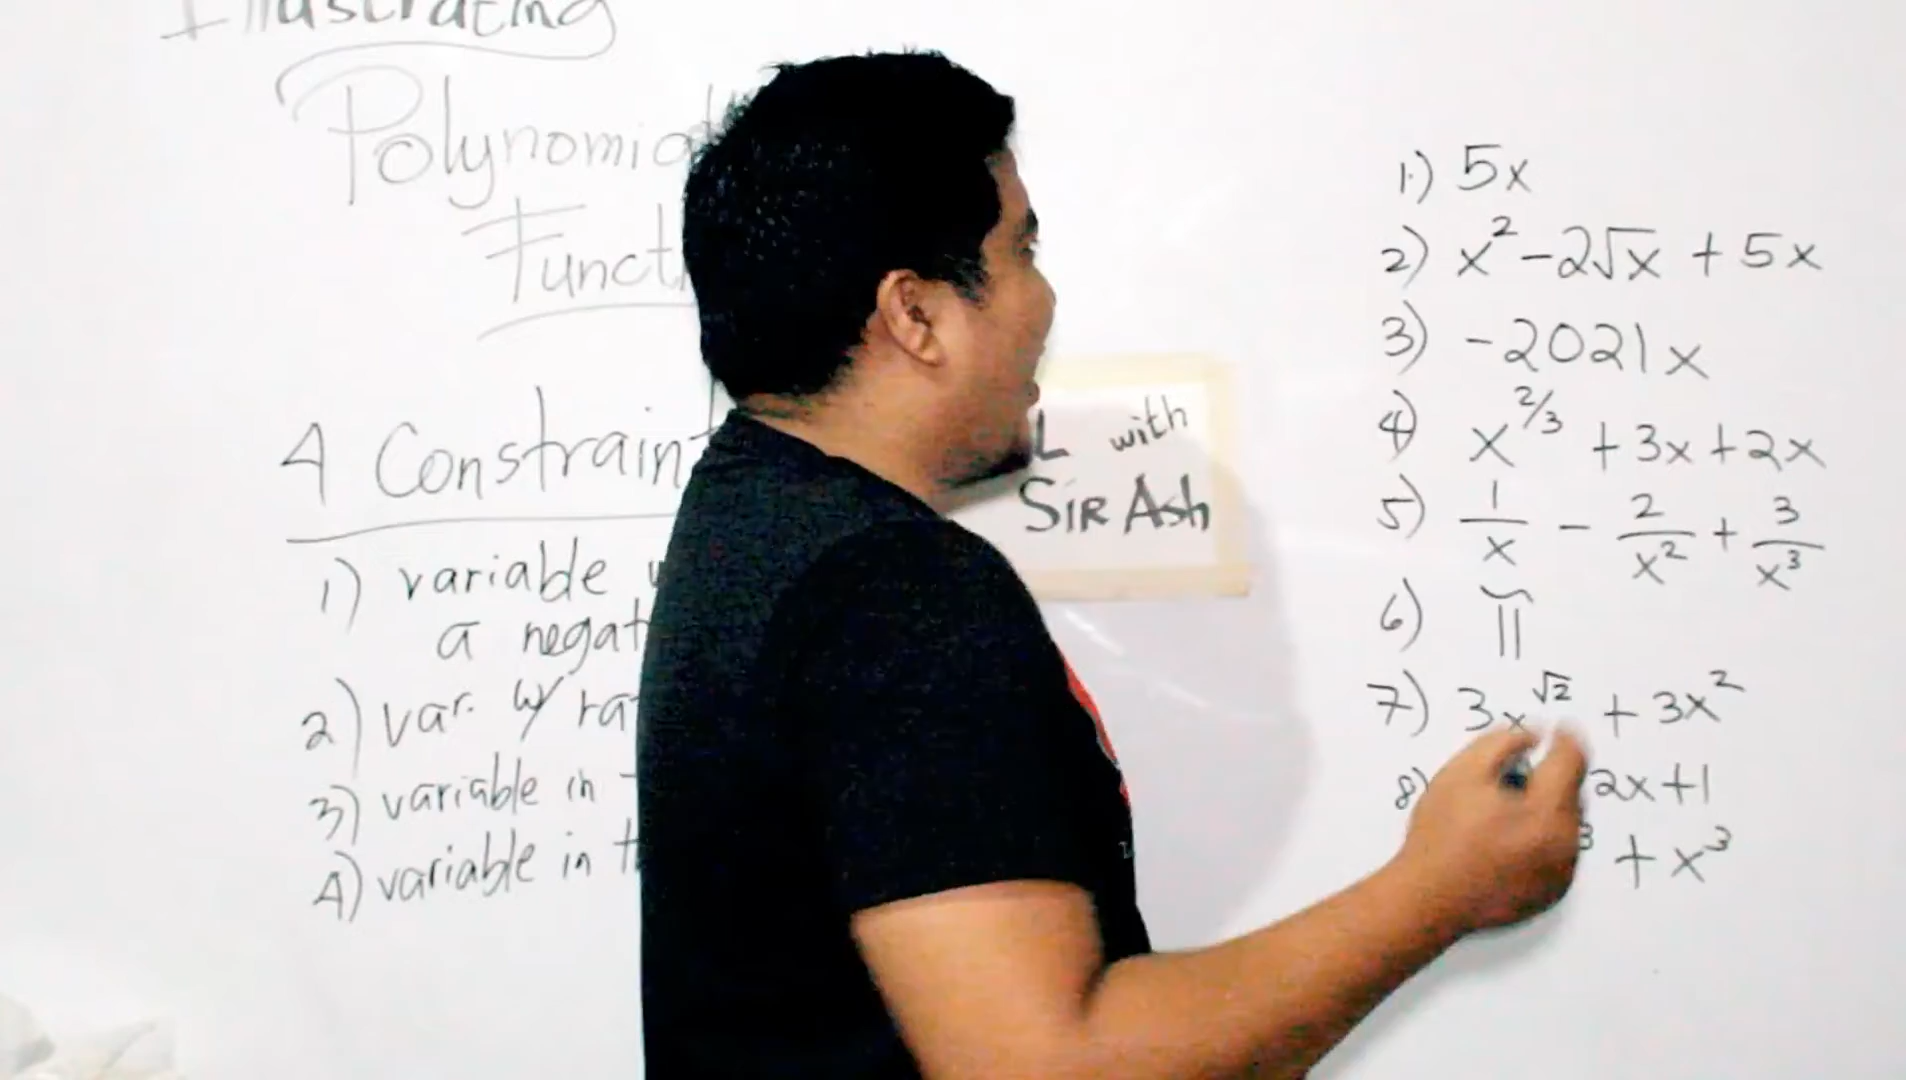 Illustrating
Polynomial
Funct
4 Constraint
1) variable
a negat
2) var. w/ rat
3) variable in
4) variable in t
L with
Sir Ash
1.) 5x
2) x² - 2√x + 5x
3) -2021x
4) x^2/3 + 3x + 2x
5) 1/x - 2/x² + 3/x³
6) π
7) 3x^√2 + 3x²
8) 2x+1
³ + x³